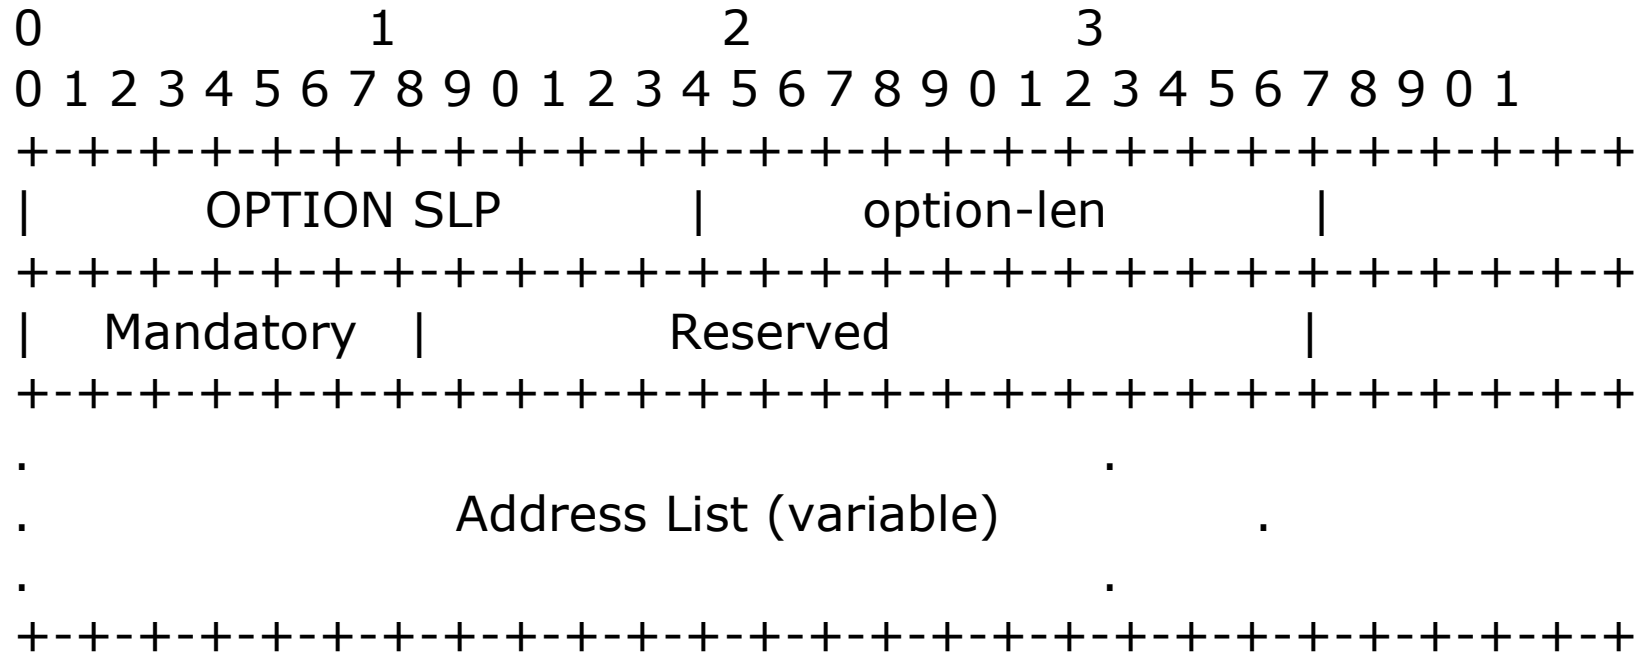 0 1 2 3
0 1 2 3 4 5 6 7 8 9 0 1 2 3 4 5 6 7 8 9 0 1 2 3 4 5 6 7 8 9 0 1
+-+-+-+-+-+-+-+-+-+-+-+-+-+-+-+-+-+-+-+-+-+-+-+-+-+-+
| OPTION SLP | option-len |
+-+-+-+-+-+-+-+-+-+-+-+-+-+-+-+-+-+-+-+-+-+-+-+-+-+-+
| Mandatory | Reserved |
+-+-+-+-+-+-+-+-+-+-+-+-+-+-+-+-+-+-+-+-+-+-+-+-+-+-+
. .
. Address List (variable) .
. .
+-+-+-+-+-+-+-+-+-+-+-+-+-+-+-+-+-+-+-+-+-+-+-+-+-+-+